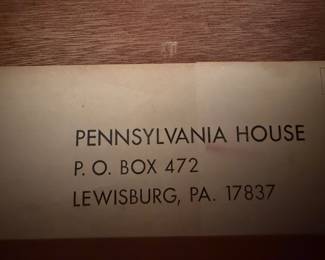 PENNSYLVANIA HOUSE
P. O. BOX 472
LEWISBURG, PA. 17837